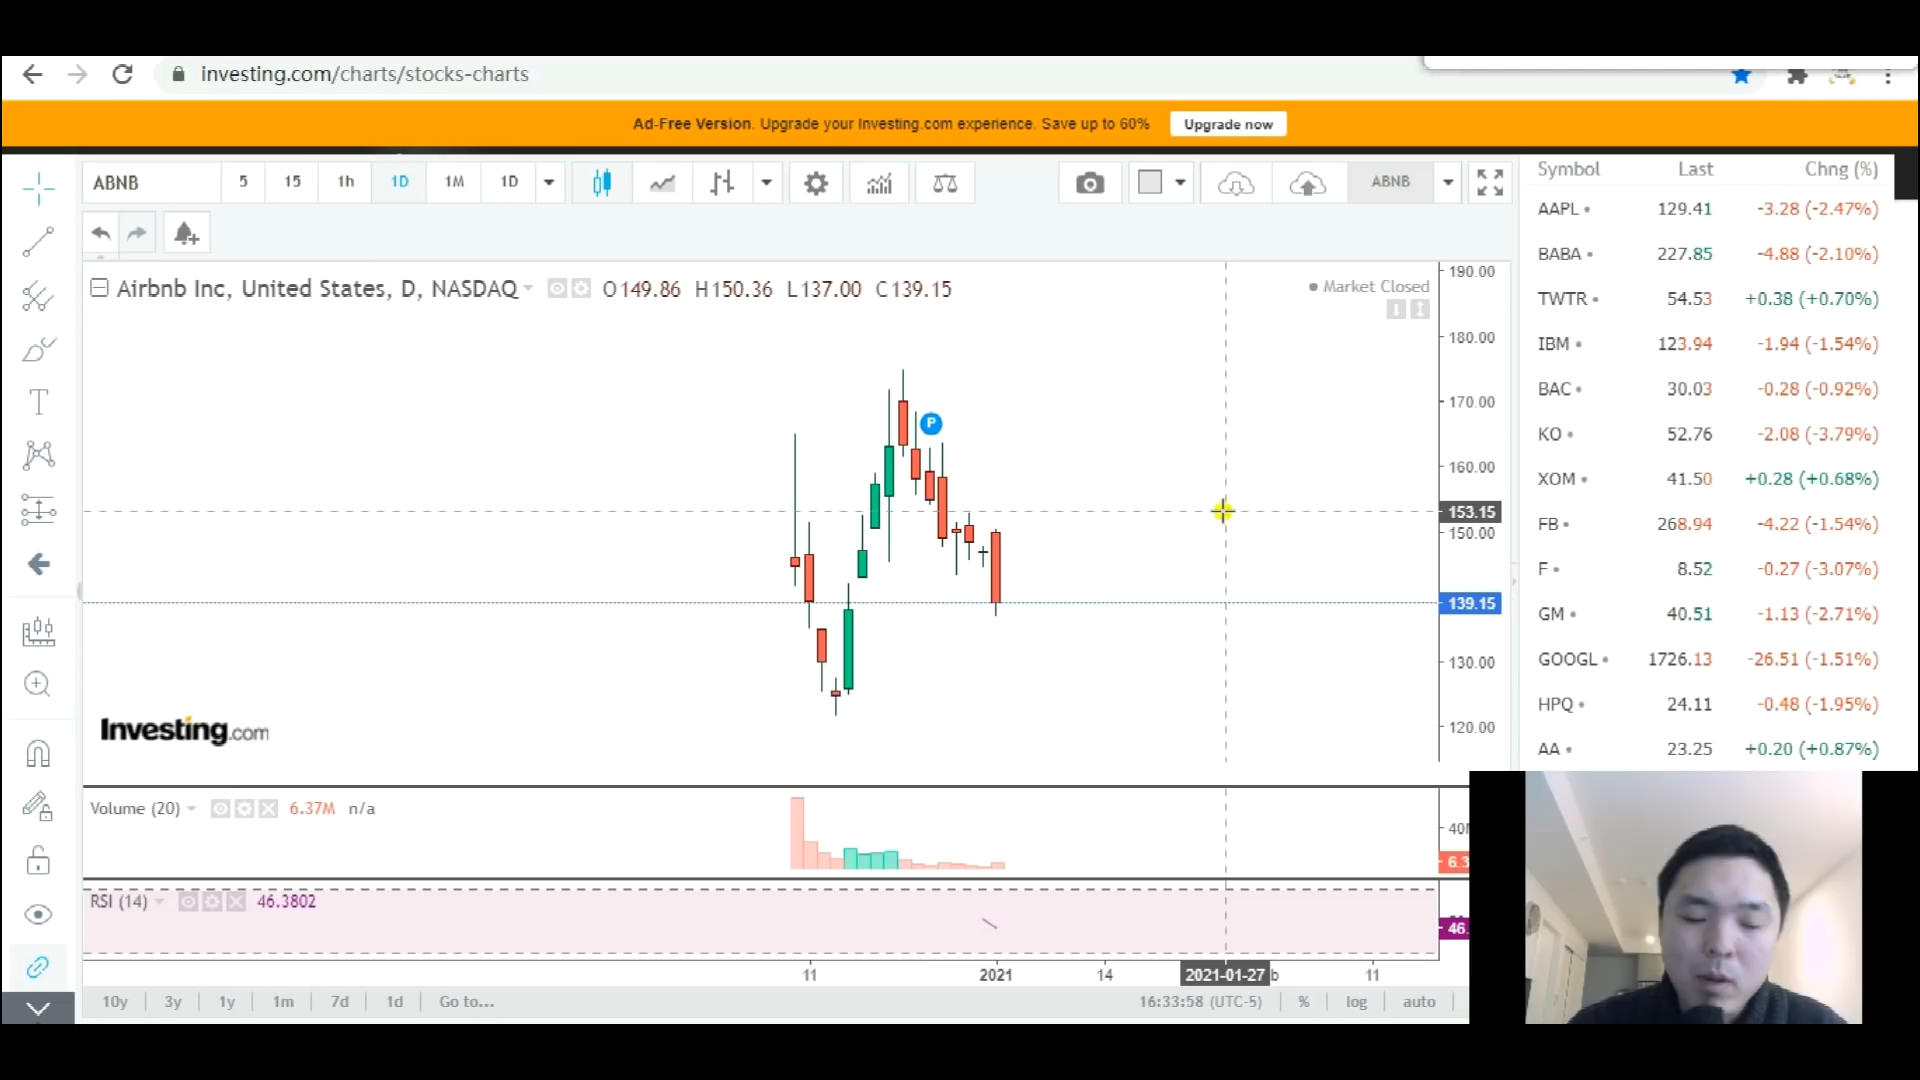 investing.com/charts/stocks-charts
Ad-Free Version. Upgrade your Investing.com experience. Save up to 60% Upgrade now
ABNB 5 15 1h 1D 1M 1D ABNB
Airbnb Inc, United States, D, NASDAQ O149.86 H150.36 L137.00 C139.15
Market Closed
190.00
180.00
170.00
P
160.00
153.15
150.00
139.15
130.00
120.00
Investing.com
Volume (20) 6.37M n/a
RSI (14) 46.3802
46.
11 2021 14 2021-01-27 b 11
10y 3y 1y 1m 7d 1d Go to... 16:33:58 (UTC-5) % log auto
Symbol Last Chng (%)
AAPL 129.41 -3.28 (-2.47%)
BABA 227.85 -4.88 (-2.10%)
TWTR 54.53 +0.38 (+0.70%)
IBM 123.94 -1.94 (-1.54%)
BAC 30.03 -0.28 (-0.92%)
KO 52.76 -2.08 (-3.79%)
XOM 41.50 +0.28 (+0.68%)
FB 268.94 -4.22 (-1.54%)
F 8.52 -0.27 (-3.07%)
GM 40.51 -1.13 (-2.71%)
GOOGL 1726.13 -26.51 (-1.51%)
HPQ 24.11 -0.48 (-1.95%)
AA 23.25 +0.20 (+0.87%)